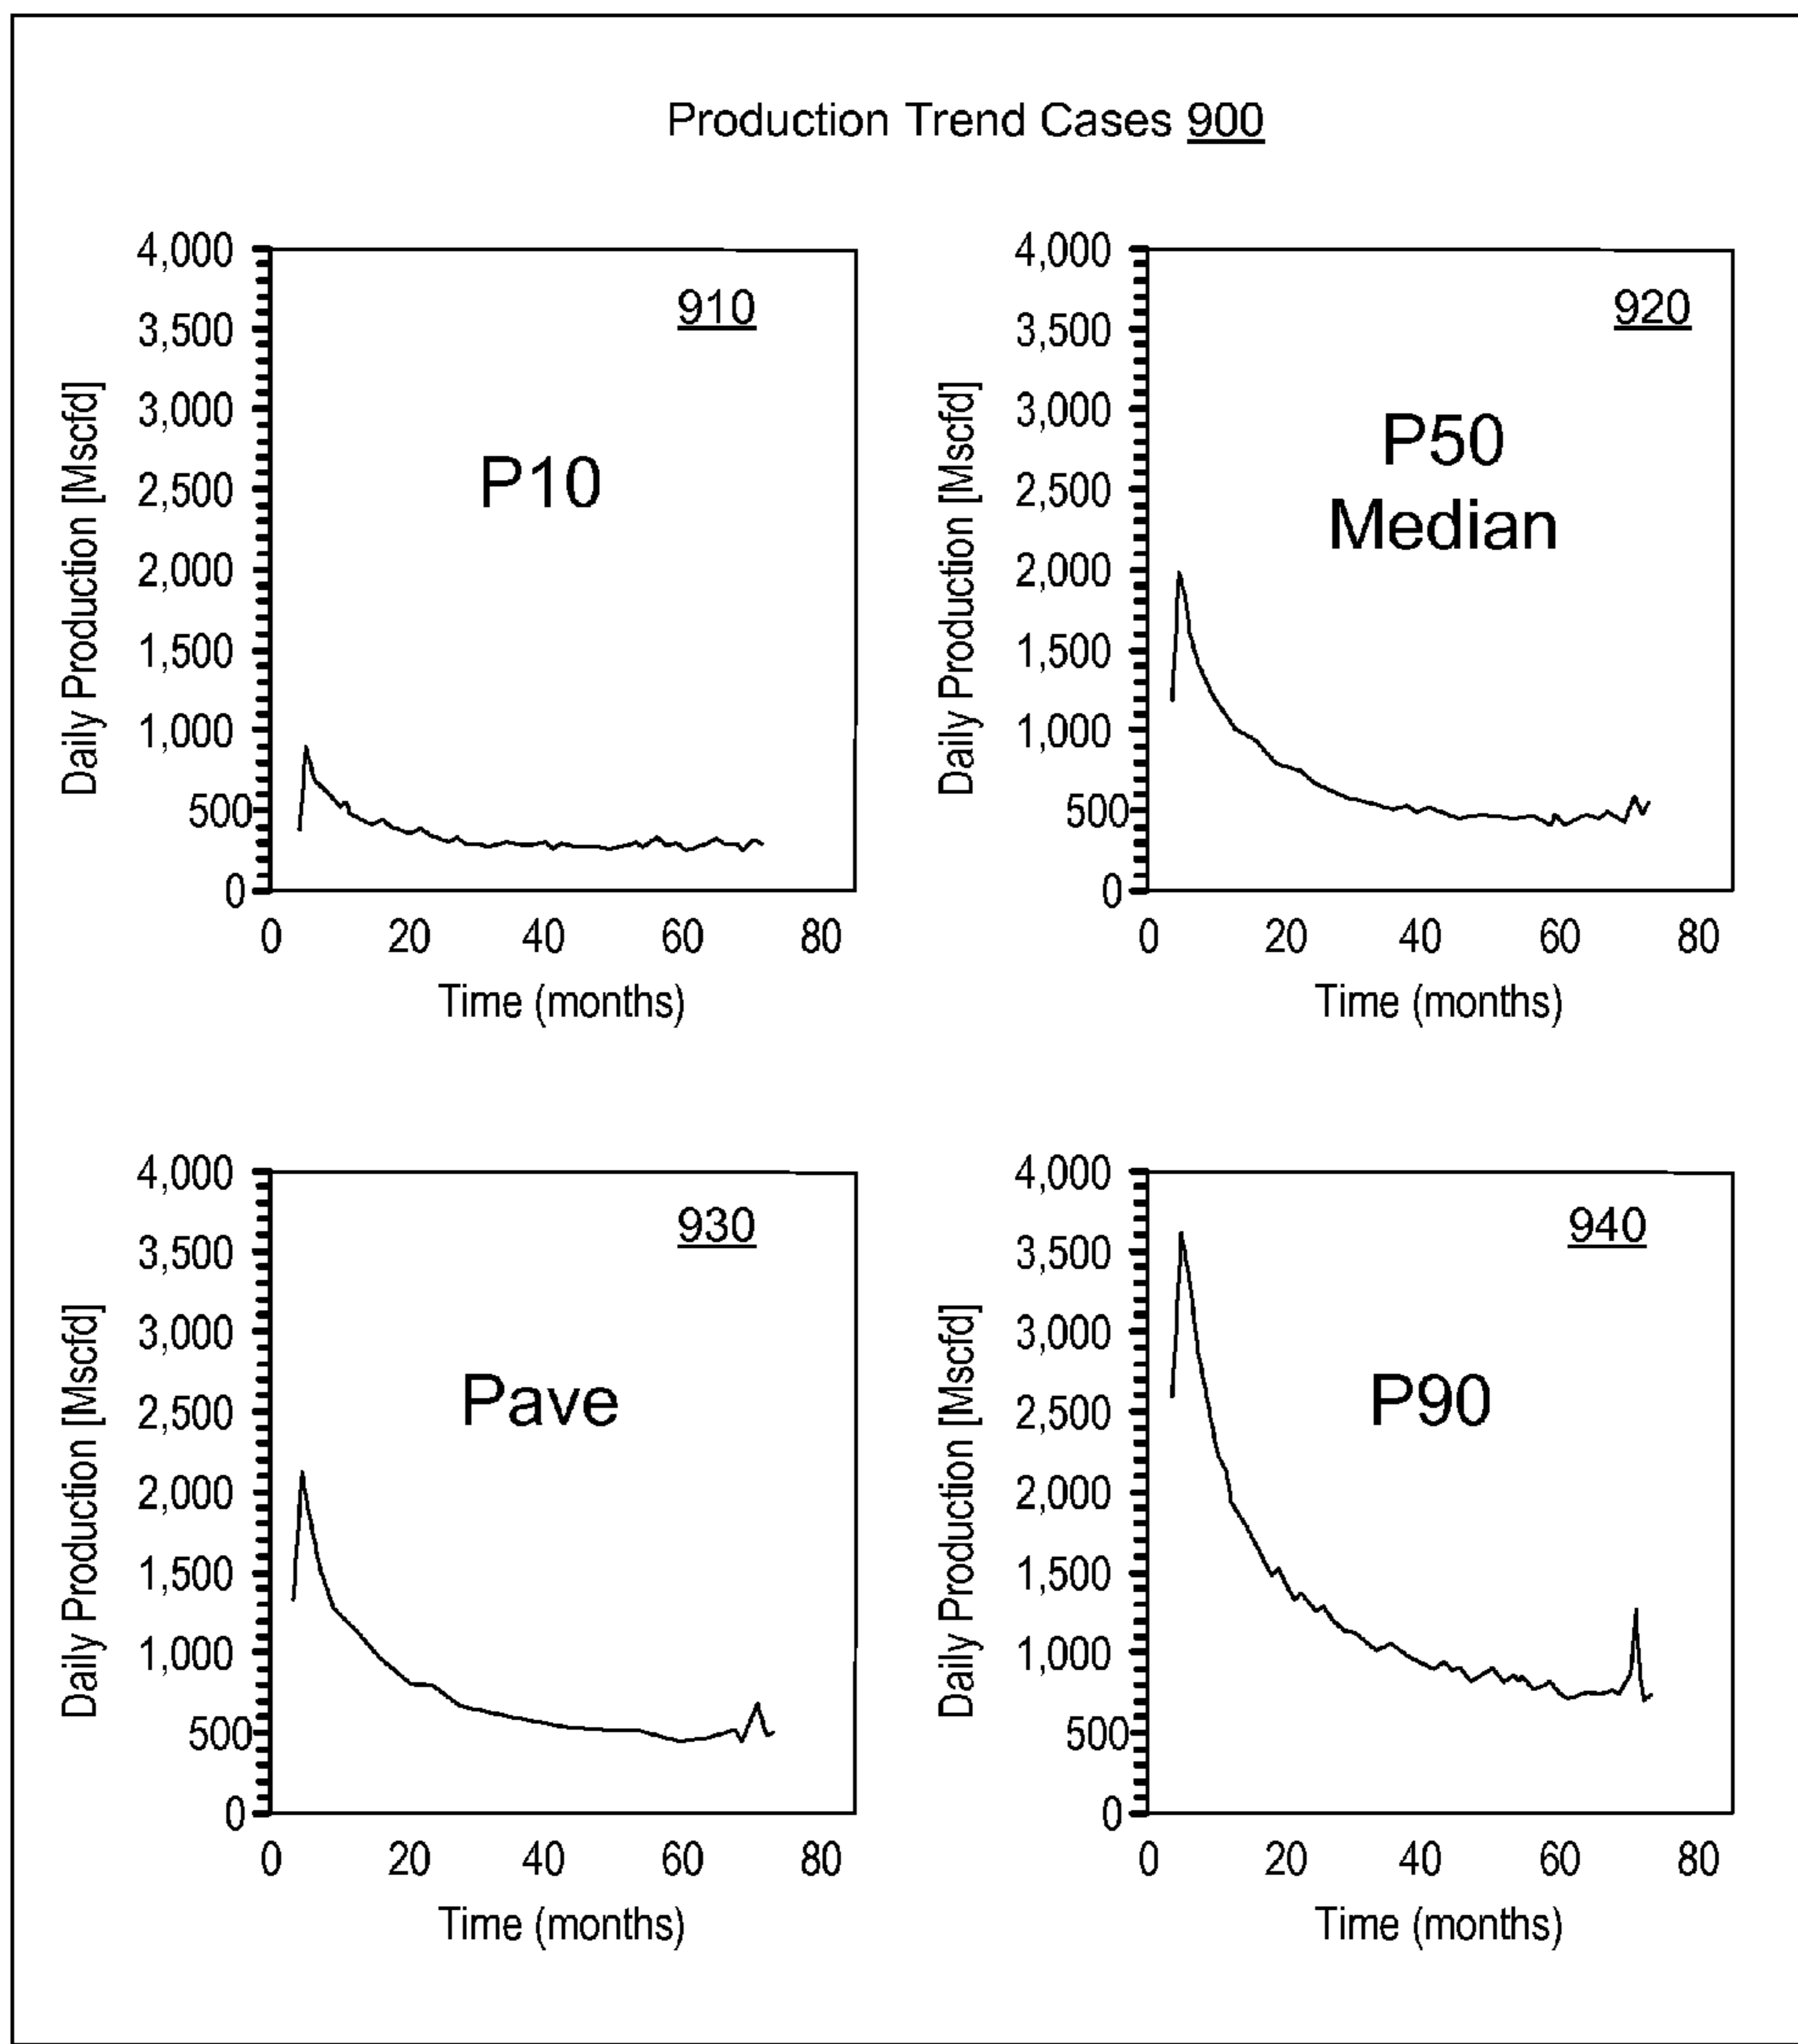 Production Trend Cases 900
910
P10
Daily Production [Mscfd]
4,000
3,500
3,000
2,500
2,000
1,500
1,000
500
0
0 20 40 60 80
Time (months)
920
P50
Median
Daily Production [Mscfd]
4,000
3,500
3,000
2,500
2,000
1,500
1,000
500
0
0 20 40 60 80
Time (months)
930
Pave
Daily Production [Mscfd]
4,000
3,500
3,000
2,500
2,000
1,500
1,000
500
0
0 20 40 60 80
Time (months)
940
P90
Daily Production [Mscfd]
4,000
3,500
3,000
2,500
2,000
1,500
1,000
500
0
0 20 40 60 80
Time (months)